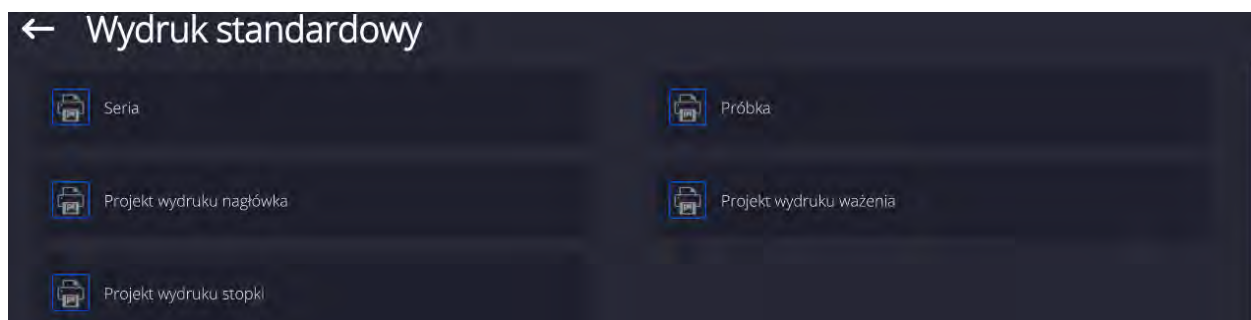 Wydruk standardowy
Seria
Próbka
Projekt wydruku nagłówka
Projekt wydruku ważenia
Projekt wydruku stopki